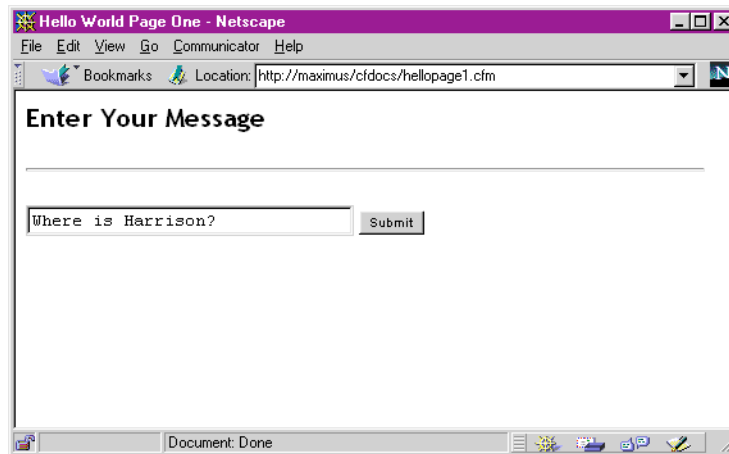 Hello World Page One - Netscape
File Edit View Go Communicator Help
Bookmarks Location: http://maximus/cfdocs/hellopage1.cfm N
Enter Your Message
Where is Harrison? Submit
Document: Done